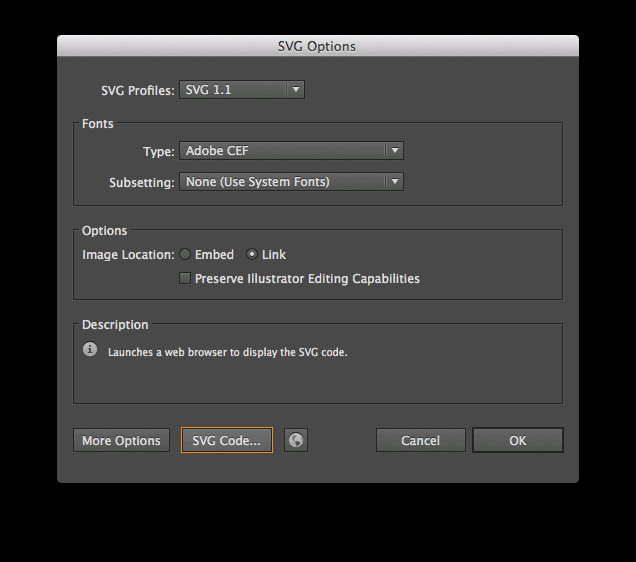 SVG Options
SVG Profiles: SVG 1.1
Fonts
Type: Adobe CEF
Subsetting: None (Use System Fonts)
Options
Image Location: Embed Link
Preserve Illustrator Editing Capabilities
Description
Launches a web browser to display the SVG code.
More Options SVG Code... Cancel OK